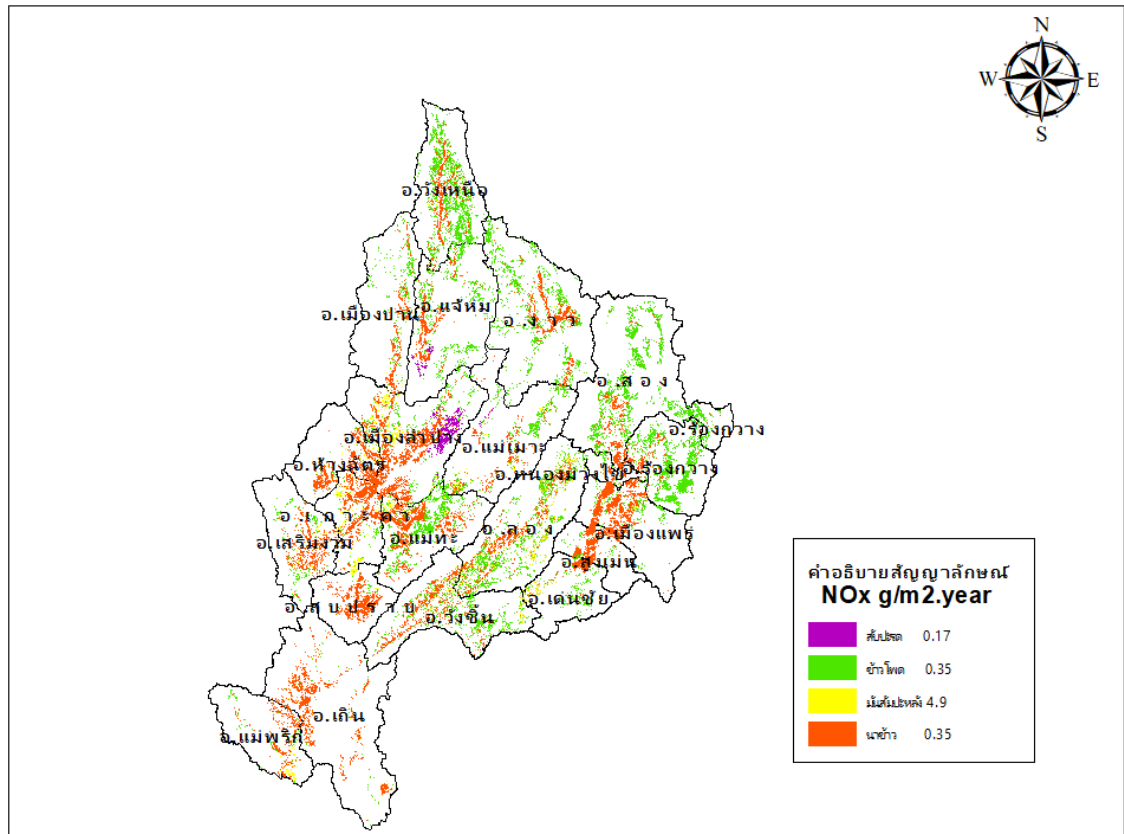 N
W E
S
อ.วังเหนือ
อ.เมืองปาน
อ.แจ้ห่ม
อ.งาว
อ.สอง
อ.ร้องกวาง
อ.เมืองลำปาง
อ.แม่เมาะ
อ.ห้างฉัตร
อ.หนองม่วงไข่
อ.ร้องกวาง
อ.เกาะคา
อ.ลอง
อ.เสริมงาม
อ.แม่ทะ
อ.เมืองแพร่
อ.สูงเม่น
อ.สบปราบ
อ.เด่นชัย
อ.วังชิ้น
อ.เถิน
อ.แม่พริก
คำอธิบายสัญญาลักษณ์
NOx g/m2.year
สับปะรด 0.17
ข้าวโพด 0.35
มันสัมปะหลัง 4.9
นาข้าว 0.35